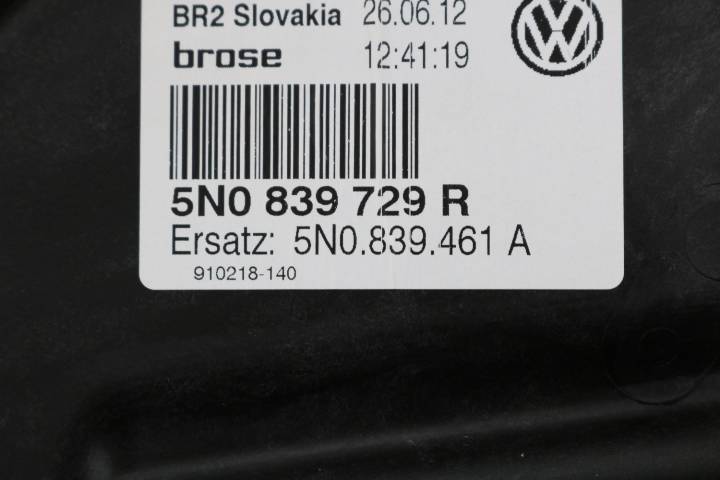 BR2 Slovakia 26.06.12
brose 12:41:19
5N0 839 729 R
Ersatz: 5N0.839.461 A
910218-140